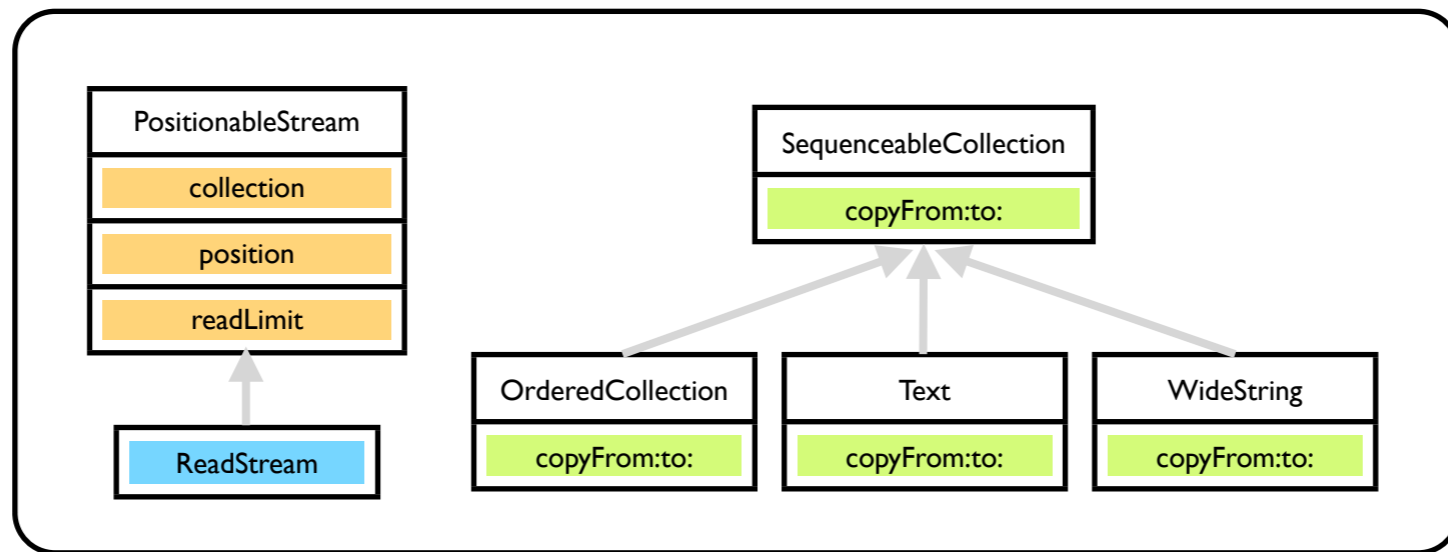 PositionableStream
collection
position
readLimit
ReadStream
SequenceableCollection
copyFrom:to:
OrderedCollection
copyFrom:to:
Text
copyFrom:to:
WideString
copyFrom:to: